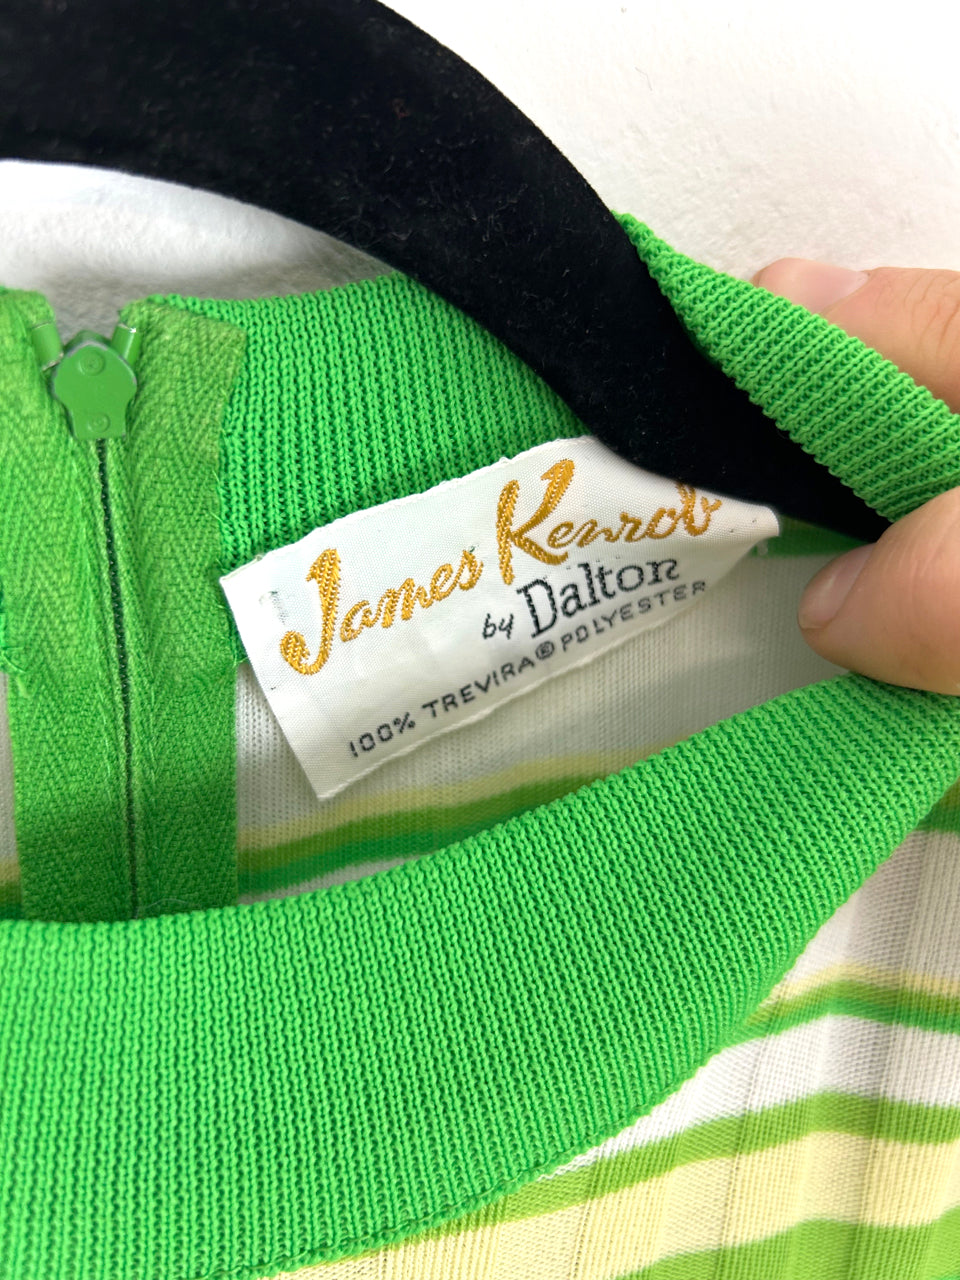 James Kenrob
by Dalton
100% TREVIRA® POLYESTER